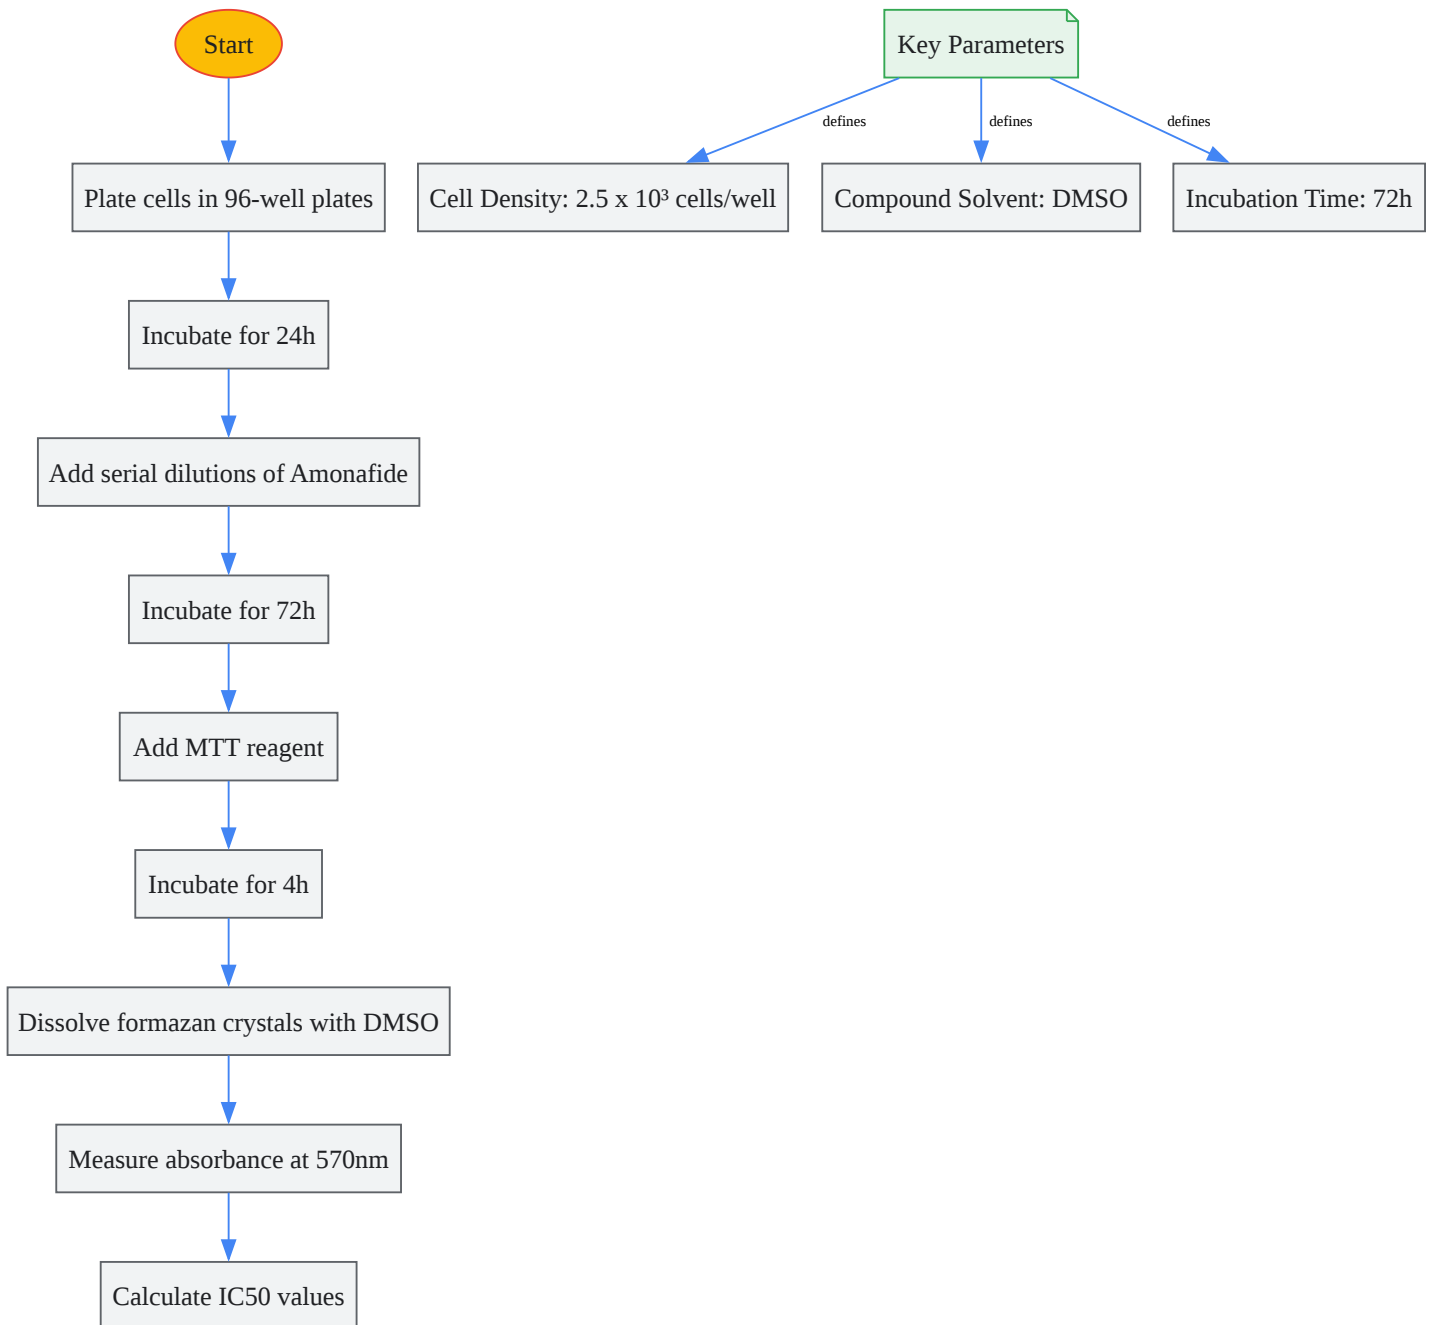 Start
Plate cells in 96-well plates
Incubate for 24h
Add serial dilutions of Amonafide
Incubate for 72h
Add MTT reagent
Incubate for 4h
Dissolve formazan crystals with DMSO
Measure absorbance at 570nm
Calculate IC50 values
Key Parameters
defines
defines
defines
Cell Density: 2.5 x 10³ cells/well
Compound Solvent: DMSO
Incubation Time: 72h